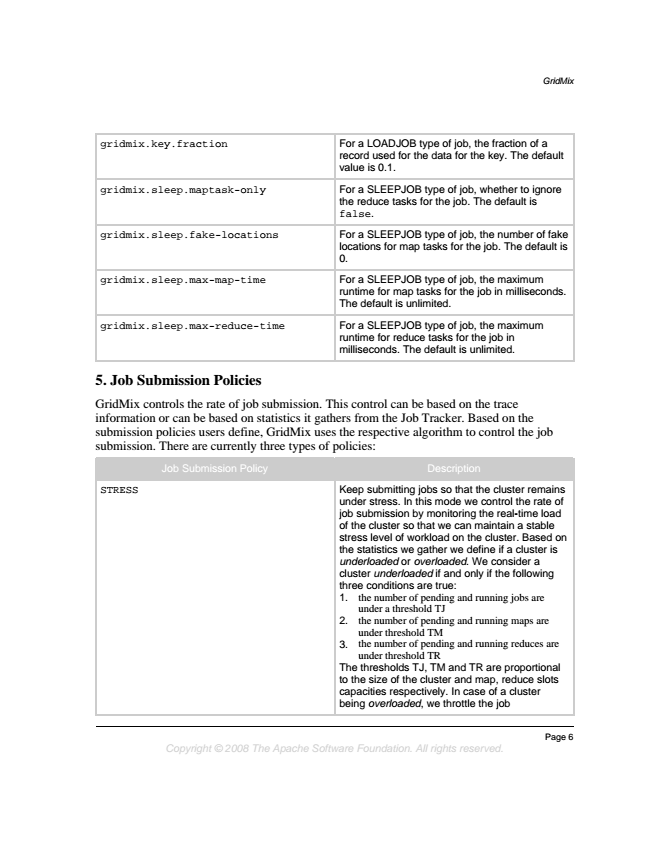 GridMix
gridmix.key.fraction
For a LOADJOB type of job, the fraction of a
record used for the data for the key. The default
value is 0.1.
gridmix.sleep.maptask-only
For a SLEEPJOB type of job, whether to ignore
the reduce tasks for the job. The default is
false.
gridmix.sleep.fake-locations
For a SLEEPJOB type of job, the number of fake
locations for map tasks for the job. The default is
0.
gridmix.sleep.max-map-time
For a SLEEPJOB type of job, the maximum
runtime for map tasks for the job in milliseconds.
The default is unlimited.
gridmix.sleep.max-reduce-time
For a SLEEPJOB type of job, the maximum
runtime for reduce tasks for the job in
milliseconds. The default is unlimited.
5. Job Submission Policies
GridMix controls the rate of job submission. This control can be based on the trace
information or can be based on statistics it gathers from the Job Tracker. Based on the
submission policies users define, GridMix uses the respective algorithm to control the job
submission. There are currently three types of policies:
Job Submission Policy Description
STRESS
Keep submitting jobs so that the cluster remains
under stress. In this mode we control the rate of
job submission by monitoring the real-time load
of the cluster so that we can maintain a stable
stress level of workload on the cluster. Based on
the statistics we gather we define if a cluster is
underloaded or overloaded. We consider a
cluster underloaded if and only if the following
three conditions are true:
1. the number of pending and running jobs are
under a threshold TJ
2. the number of pending and running maps are
under threshold TM
3. the number of pending and running reduces are
under threshold TR
The thresholds TJ, TM and TR are proportional
to the size of the cluster and map, reduce slots
capacities respectively. In case of a cluster
being overloaded, we throttle the job
Page 6
Copyright © 2008 The Apache Software Foundation. All rights reserved.